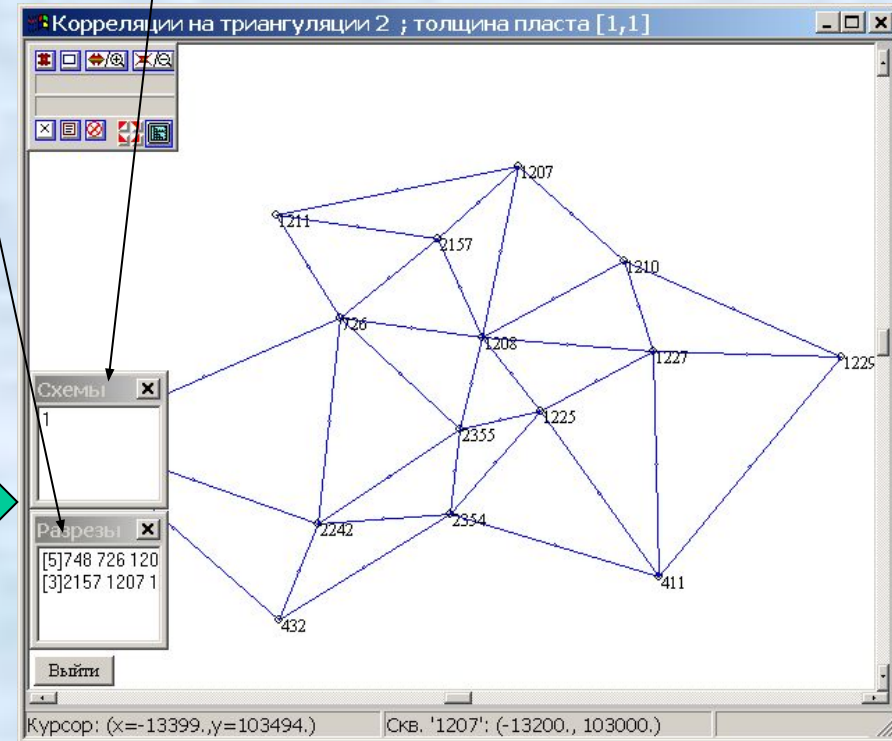 Корреляции на триангуляции 2 ; толщина пласта [1,1]
1207
1211
2157
1210
726
1208
1227
1229
Схемы
1
1225
2355
2354
2242
Разрезы
[5]748 726 120
[3]2157 1207 1
411
432
Выйти
Курсор: (x=-13399.,y=103494.) Скв. '1207': (-13200., 103000.)